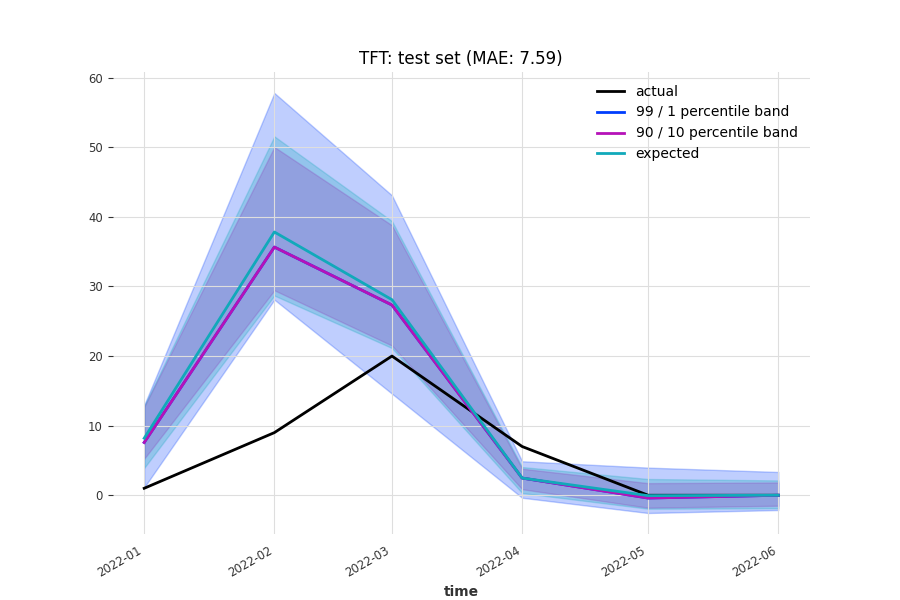 TFT: test set (MAE: 7.59)
actual
99 / 1 percentile band
90 / 10 percentile band
expected
60
50
40
30
20
10
0
2022-01
2022-02
2022-03
2022-04
2022-05
2022-06
time